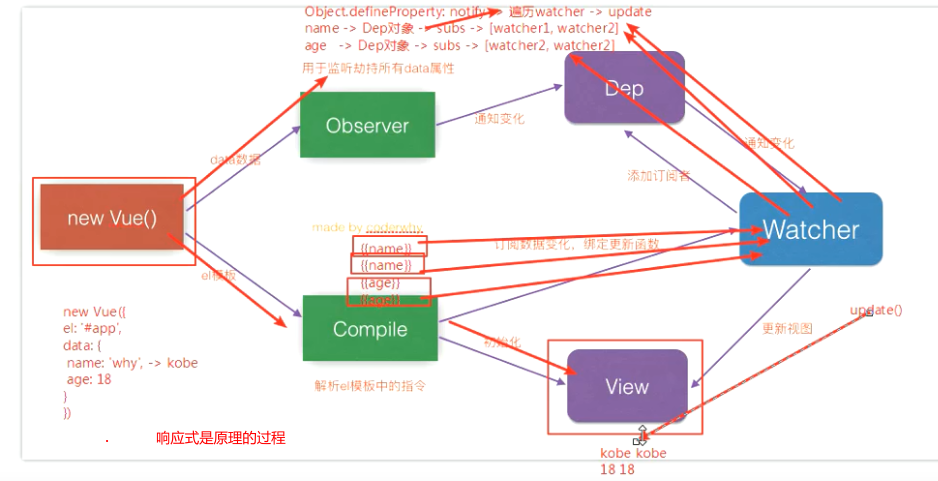 Object.defineProperty: notify -> 遍历watcher -> update
name -> Dep对象 -> subs -> [watcher1, watcher2]
age -> Dep对象 -> subs -> [watcher2, watcher2]
用于监听劫持所有data属性
Observer
通知变化
Dep
通知变化
data数据
添加订阅者
new Vue()
made by coderwhy
{{name}}
{{name}}
{{age}}
{{age}}
订阅数据变化，绑定更新函数
Watcher
el模板
Compile
初始化
解析el模板中的指令
View
更新视图
update()
new Vue({
el: '#app',
data: {
name: 'why', -> kobe
age: 18
}
})
响应式是原理的过程
kobe kobe
18 18